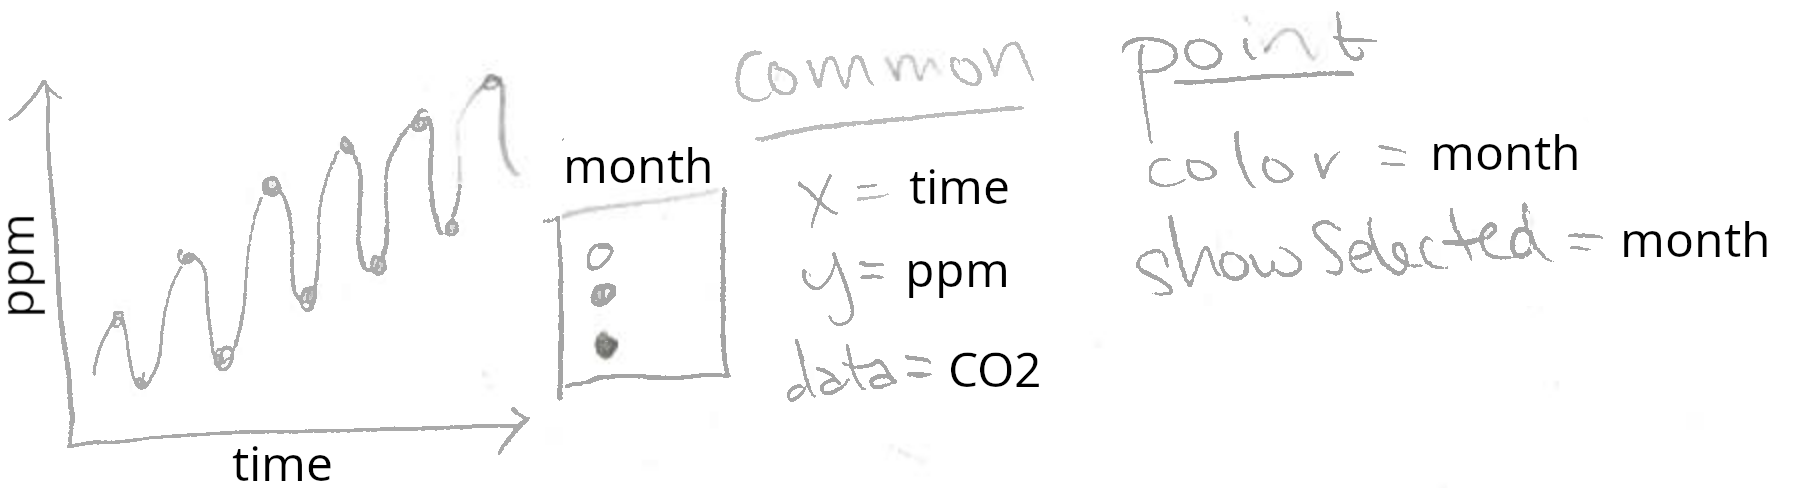 ppm
time
month
common
x = time
y = ppm
data = CO2
point
color = month
showSelected = month